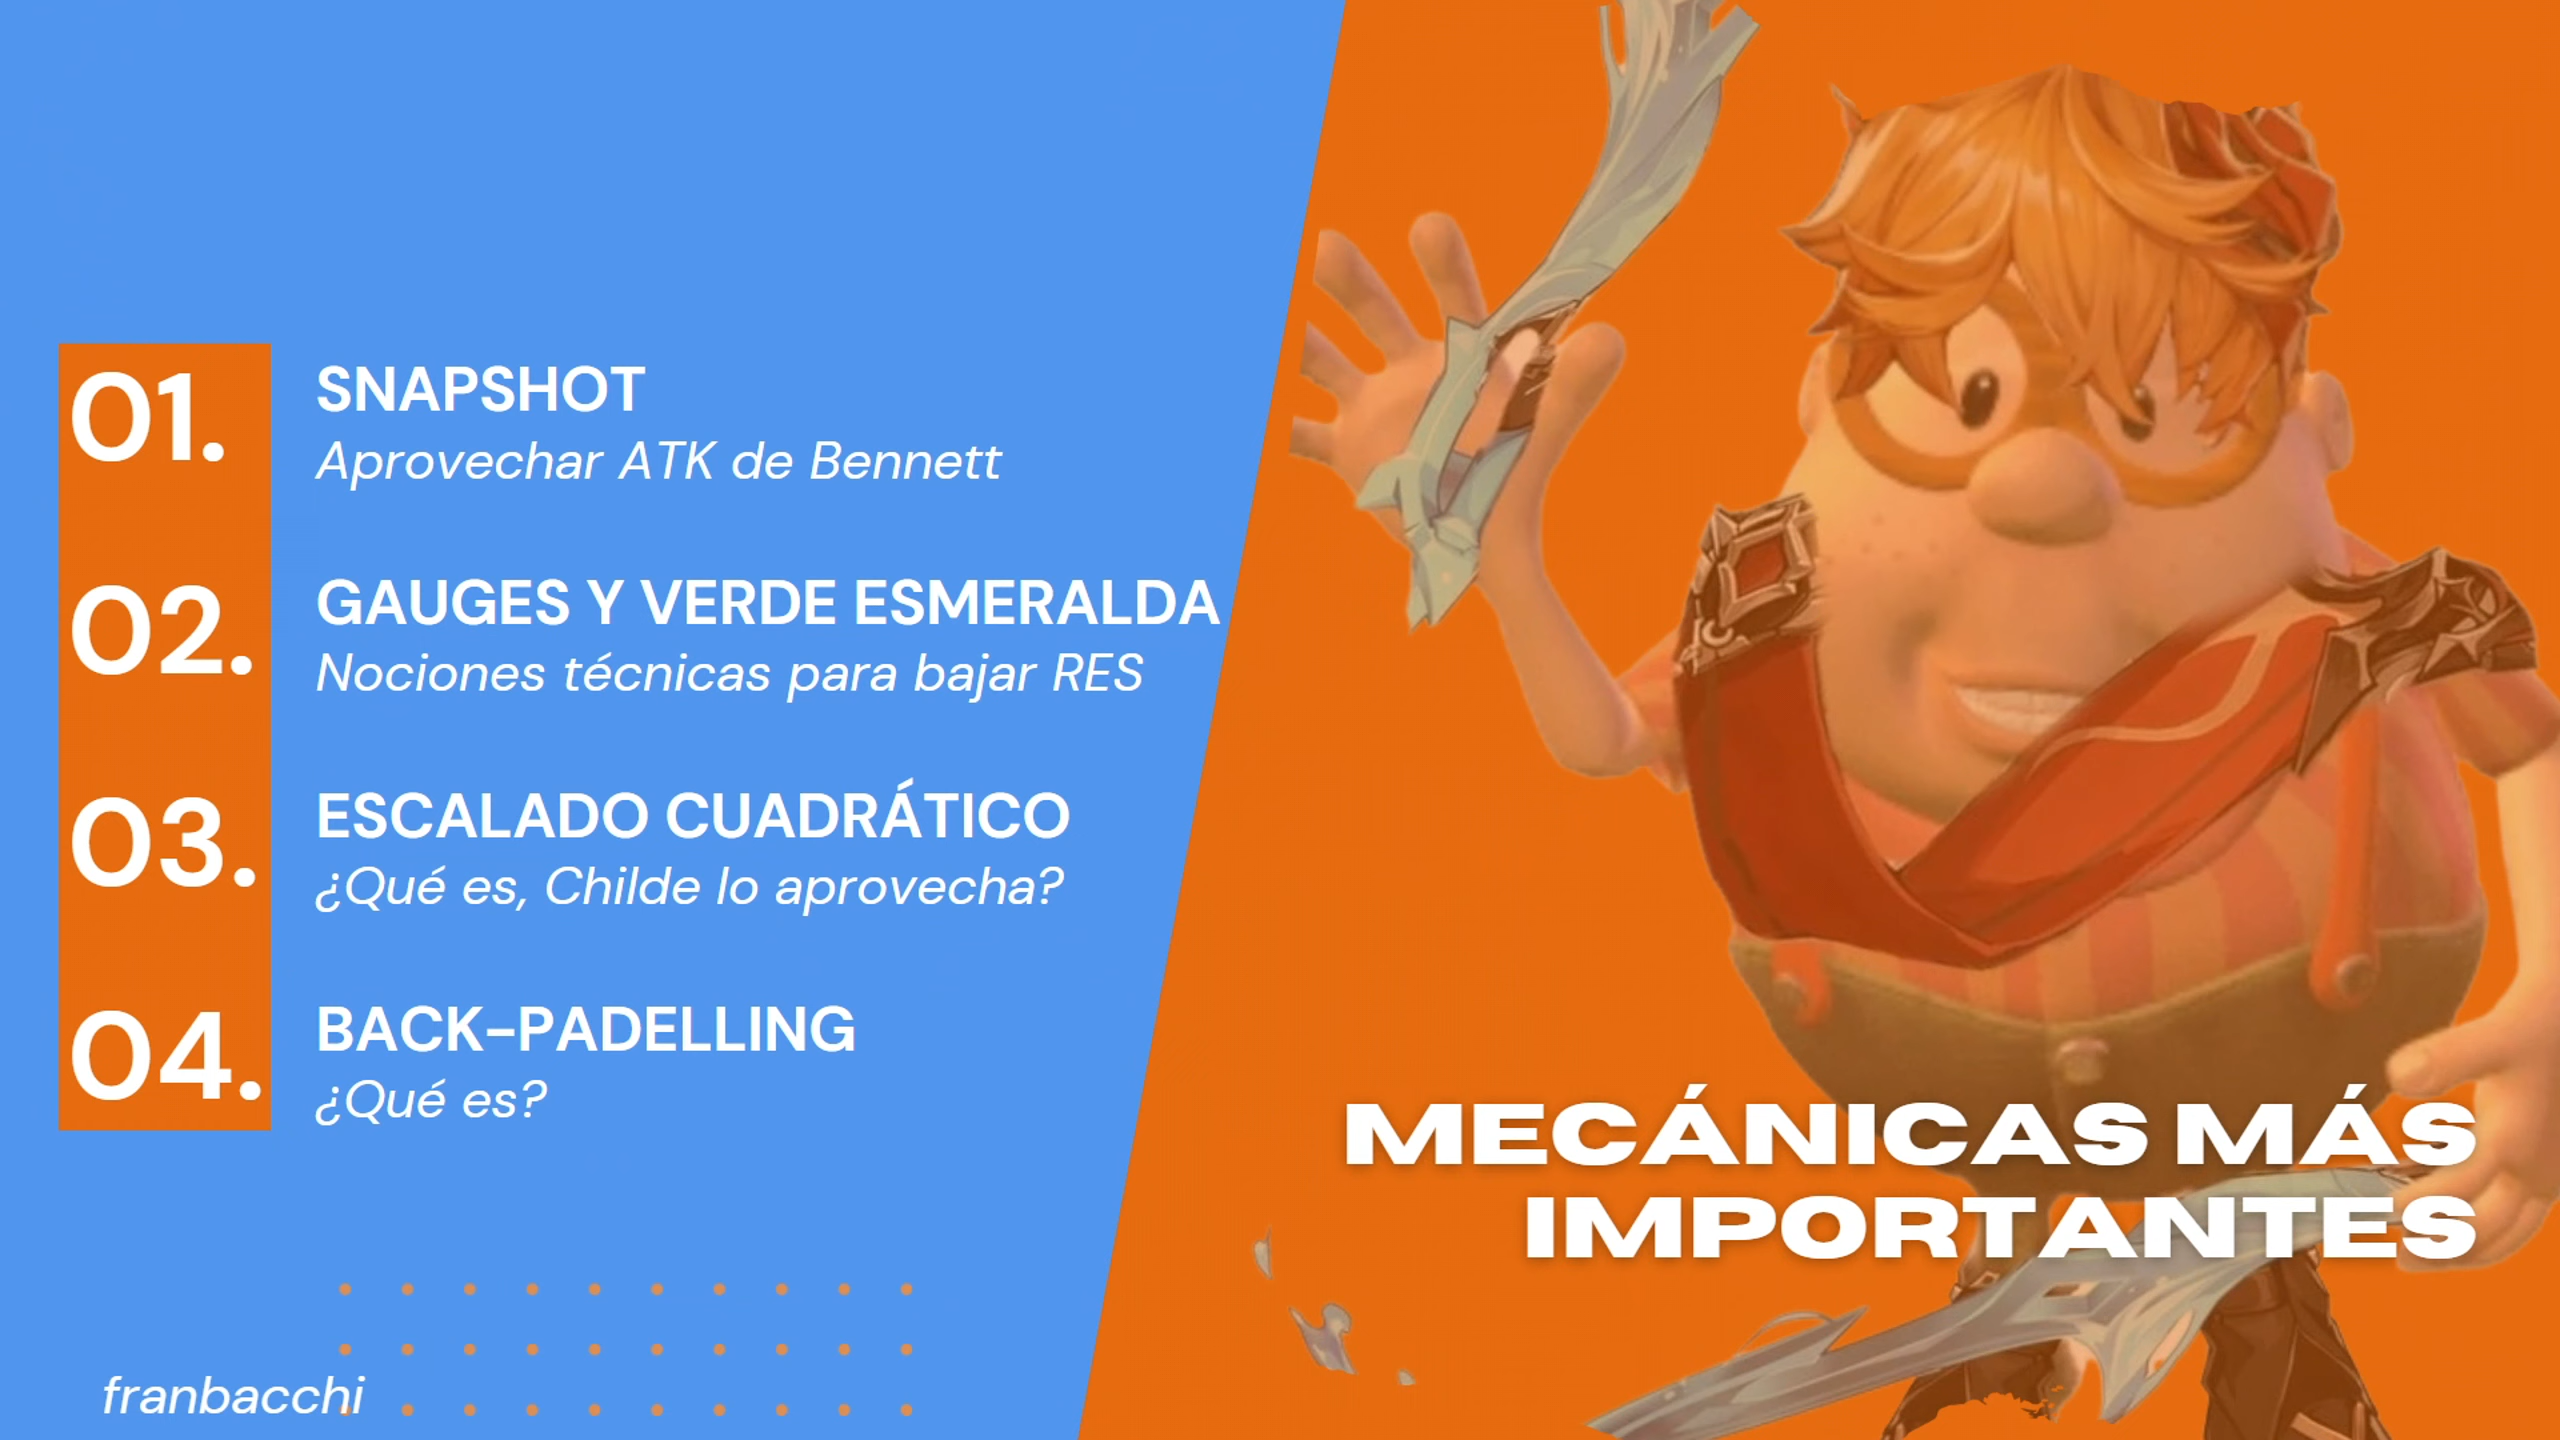 01.
SNAPSHOT
Aprovechar ATK de Bennett
02.
GAUGES Y VERDE ESMERALDA
Nociones técnicas para bajar RES
03.
ESCALADO CUADRÁTICO
¿Qué es, Childe lo aprovecha?
04.
BACK-PADELLING
¿Qué es?
MECÁNICAS MÁS
IMPORTANTES
franbacchi